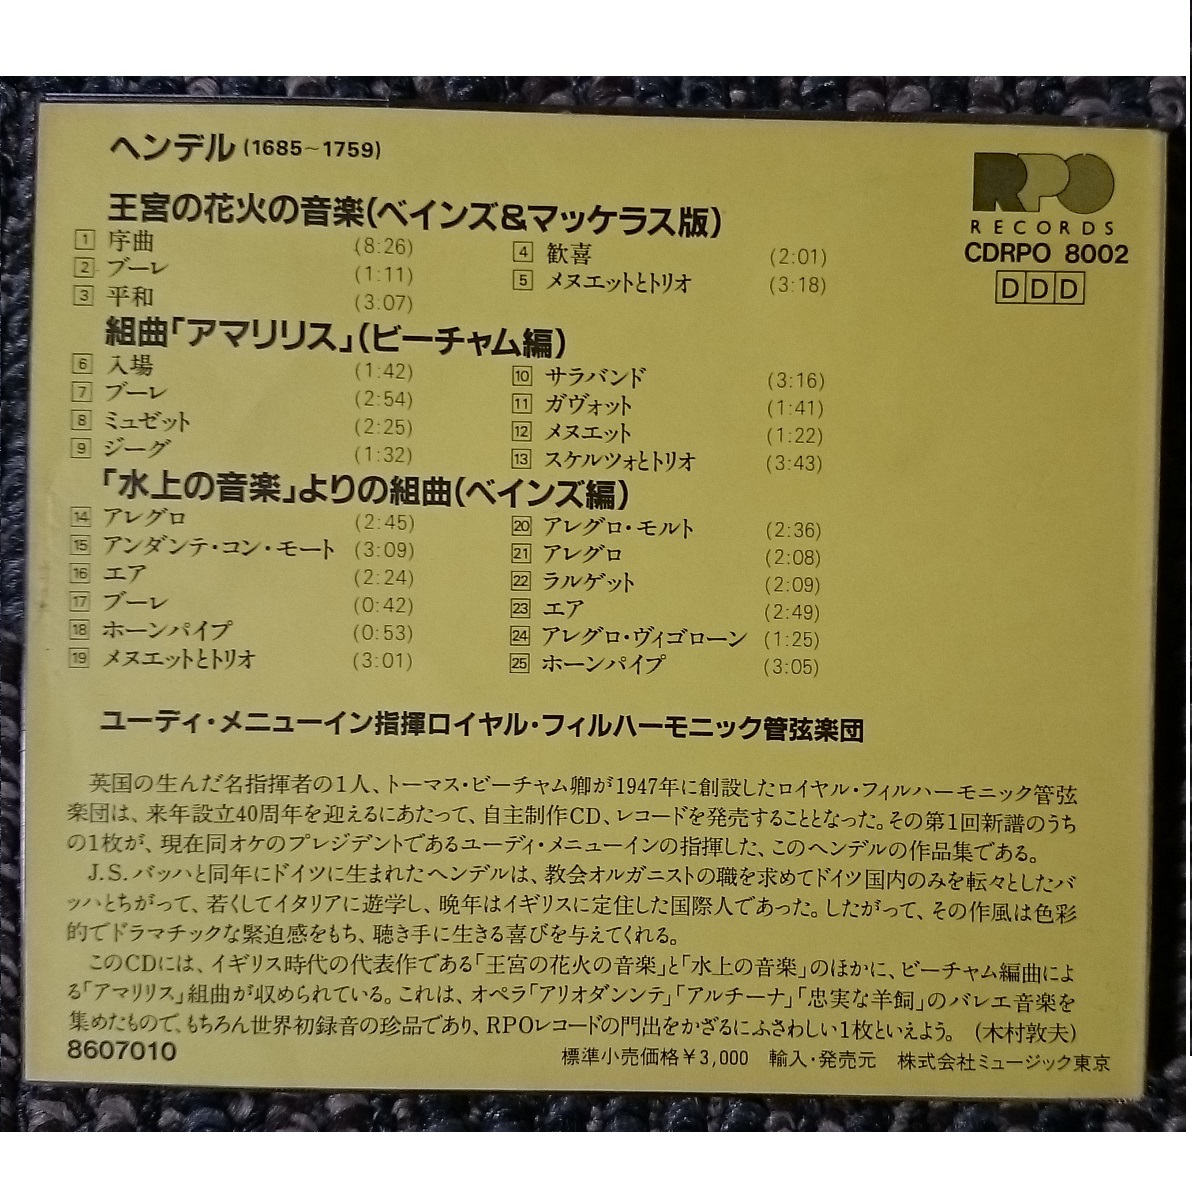 ヘンデル(1685~1759)
RPO
RECORDS
CDRPO 8002
DDD
王宮の花火の音楽(ベインズ&マッケラス版)
1 序曲 (8:26)
2 ブーレ (1:11)
3 平和 (3:07)
4 歓喜 (2:01)
5 メヌエットとトリオ (3:18)
組曲「アマリリス」(ビーチャム編)
6 入場 (1:42)
7 ブーレ (2:54)
8 ミュゼット (2:25)
9 ジーグ (1:32)
10 サラバンド (3:16)
11 ガヴォット (1:41)
12 メヌエット (1:22)
13 スケルツォとトリオ (3:43)
「水上の音楽」よりの組曲(ベインズ編)
14 アレグロ (2:45)
15 アンダンテ・コン・モート (3:09)
16 エア (2:24)
17 ブーレ (0:42)
18 ホーンパイプ (0:53)
19 メヌエットとトリオ (3:01)
20 アレグロ・モルト (2:36)
21 アレグロ (2:08)
22 ラルゲット (2:09)
23 エア (2:49)
24 アレグロ・ヴィゴローン (1:25)
25 ホーンパイプ (3:05)
ユーディ・メニューイン指揮ロイヤル・フィルハーモニック管弦楽団
英国の生んだ名指揮者の1人、トーマス・ビーチャム卿が1947年に創設したロイヤル・フィルハーモニック管弦
楽団は、来年設立40周年を迎えるにあたって、自主制作CD、レコードを発売することとなった。その第1回新譜のうち
の1枚が、現在同オケのプレジデントであるユーディ・メニューインの指揮した、このヘンデルの作品集である。
J.S.バッハと同年にドイツに生まれたヘンデルは、教会オルガニストの職を求めてドイツ国内のみを転々としたバ
ッハとちがって、若くしてイタリアに遊学し、晩年はイギリスに定住した国際人であった。したがって、その作風は色彩
的でドラマチックな緊迫感をもち、聴き手に生きる喜びを与えてくれる。
このCDには、イギリス時代の代表作である「王宮の花火の音楽」と「水上の音楽」のほかに、ビーチャム編曲によ
る「アマリリス」組曲が収められている。これは、オペラ「アリオダンンテ」「アルチーナ」「忠実な羊飼」のバレエ音楽を
集めたもので、もちろん世界初録音の珍品であり、RPOレコードの門出をかざるにふさわしい1枚といえよう。(木村敦夫)
8607010
標準小売価格¥3,000 輸入・発売元 株式会社ミュージック東京